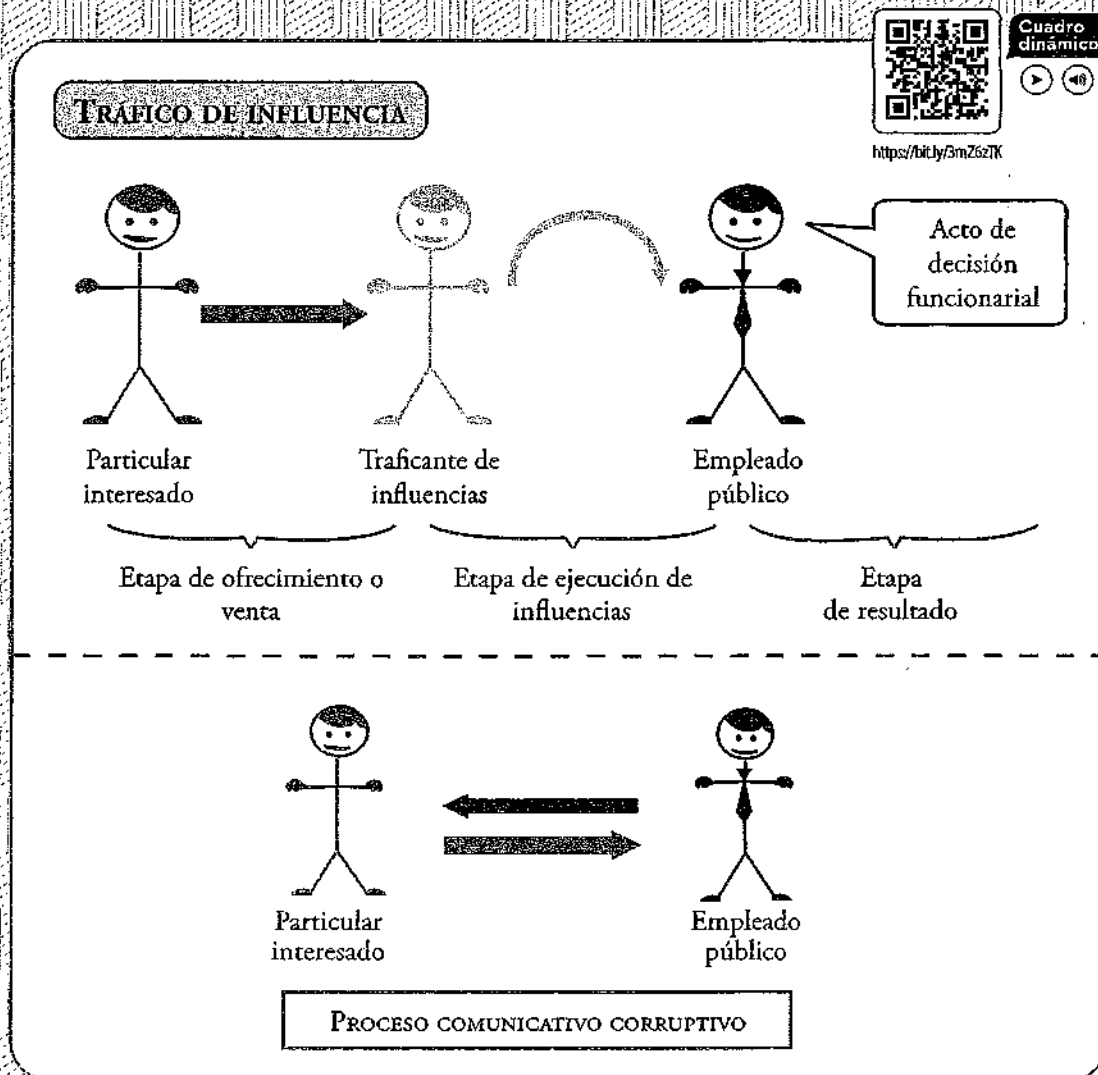 Cuadro
dinámico
https://bit.ly/3mZ6zTK
TRÁFICO DE INFLUENCIA
Acto de
decisión
funcionarial
Particular
interesado
Traficante de
influencias
Empleado
público
Etapa de ofrecimiento o
venta
Etapa de ejecución de
influencias
Etapa
de resultado
Particular
interesado
Empleado
público
PROCESO COMUNICATIVO CORRUPTIVO